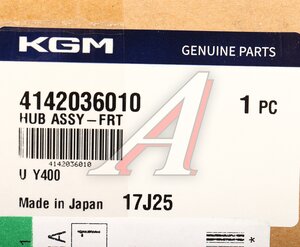 KGM
GENUINE PARTS
4142036010
HUB ASSY-FRT
1 PC
4142036010
U Y400
Made in Japan 17J25